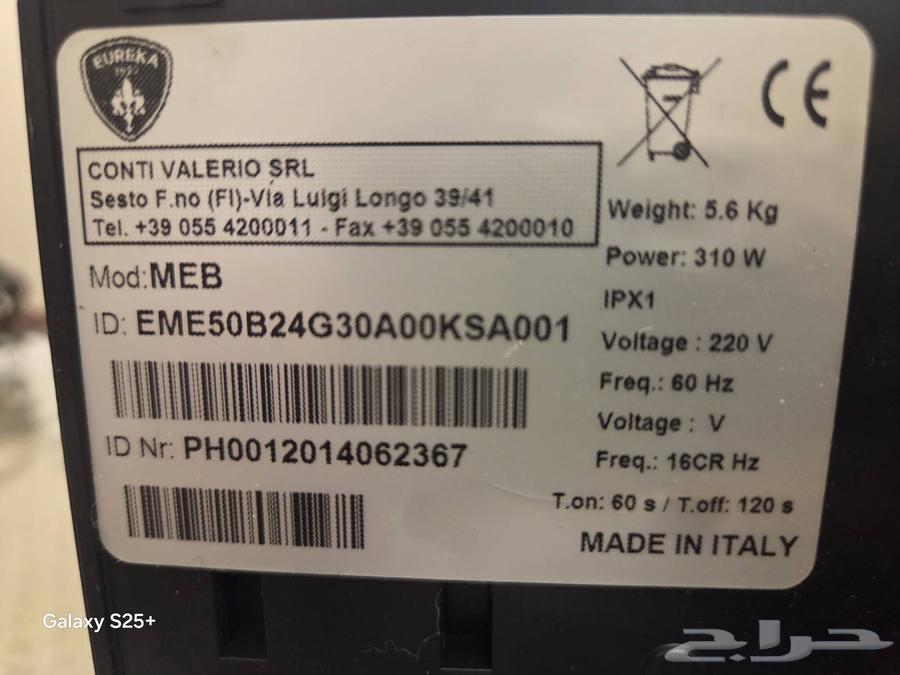 EUREKA
CONTI VALERIO SRL
Sesto F.no (FI)-Via Luigi Longo 39/41
Tel. +39 055 4200011 - Fax +39 055 4200010
Mod:MEB
ID: EME50B24G30A00KSA001
ID Nr: PH0012014062367
CE
Weight: 5.6 Kg
Power: 310 W
IPX1
Voltage : 220 V
Freq.: 60 Hz
Voltage : V
Freq.: 16CR Hz
T.on: 60 s / T.off: 120 s
MADE IN ITALY
Galaxy S25+
حراج